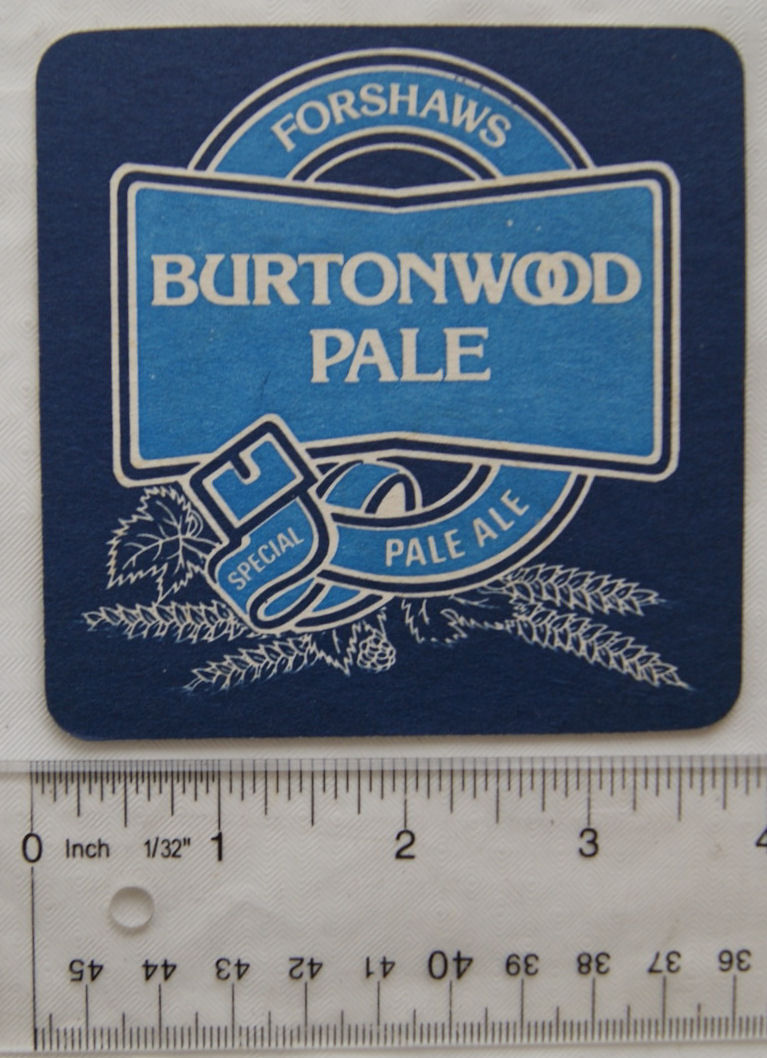 FORSHAWS
BURTONWOOD
PALE
SPECIAL
PALE ALE
0 Inch 1/32" 1 2 3 4
45 44 43 42 41 40 39 38 37 36